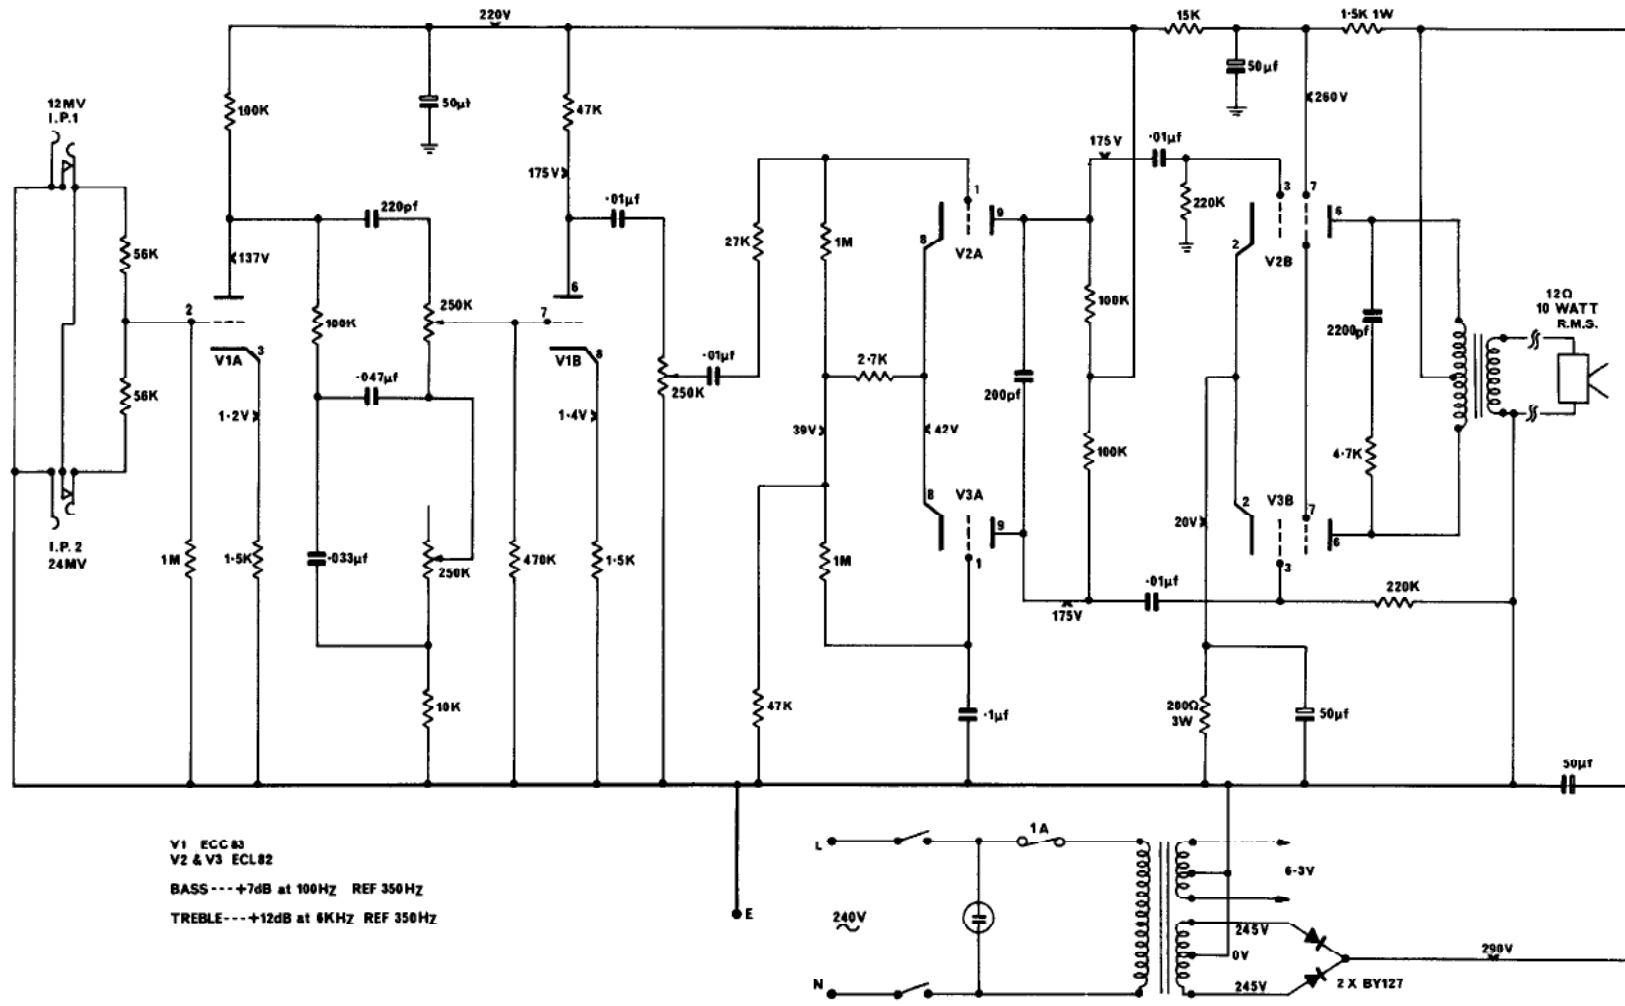 220V
15K
1·5K 1W
50µf
260V
12MV
I.P.1
100K
50µf
47K
175V
175V
·01µf
220K
3
7
220pf
·01µf
1
9
6
56K
27K
1M
8
V2A
2
V2B
137V
6
250K
100K
2
7
100K
2200pf
12Ω
10 WATT
R.M.S.
V1A
3
V1B
8
2·7K
·01µf
250K
200pf
·047µf
56K
1·2V
1·4V
39V
42V
100K
4·7K
8
V3A
9
2
V3B
7
20V
6
I.P.2
24MV
1M
1·5K
·033µf
250K
470K
1·5K
1M
1
3
·01µf
220K
175V
10K
47K
·1µf
200Ω
3W
50µf
50µf
V1 ECC83
V2 & V3 ECL82
BASS ---+7dB at 100HZ REF 350HZ
TREBLE---+12dB at 6KHZ REF 350HZ
E
L
1A
6·3V
240V
245V
0V
290V
N
245V
2 X BY127